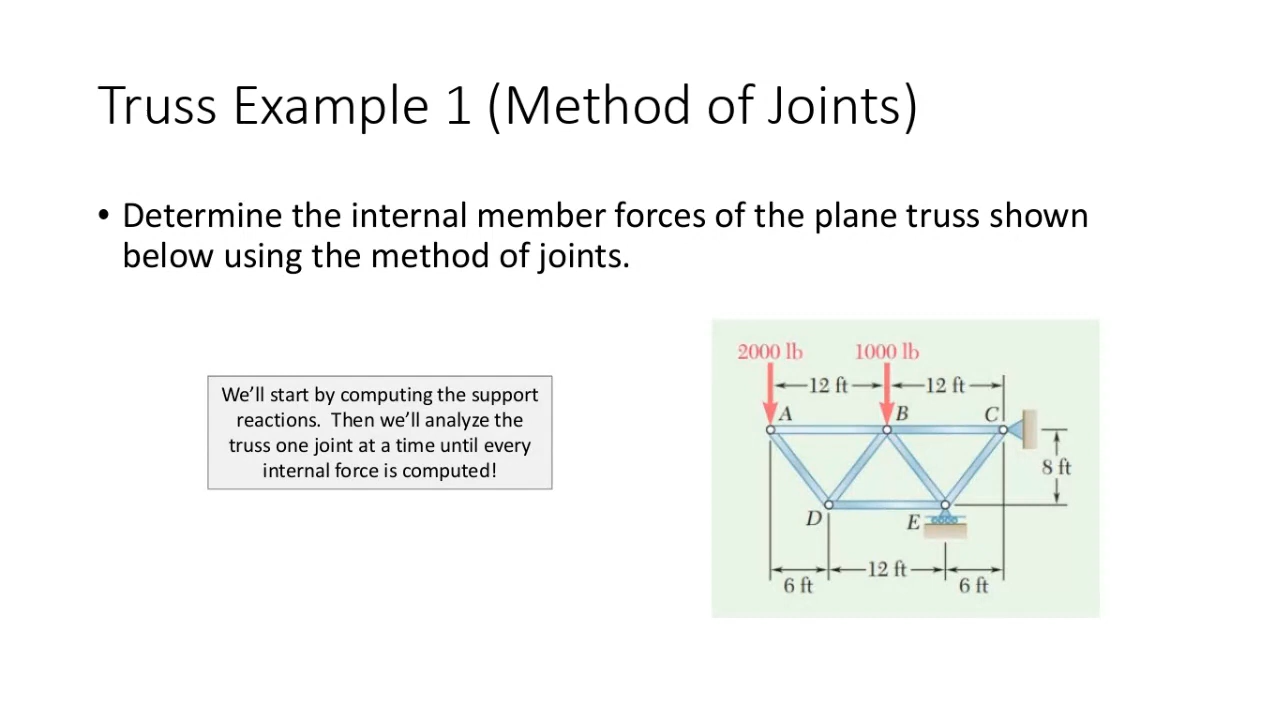 Truss Example 1 (Method of Joints)
• Determine the internal member forces of the plane truss shown
below using the method of joints.
We’ll start by computing the support
reactions. Then we’ll analyze the
truss one joint at a time until every
internal force is computed!
2000 lb
1000 lb
12 ft
12 ft
A
B
C
8 ft
D
E
12 ft
6 ft
6 ft